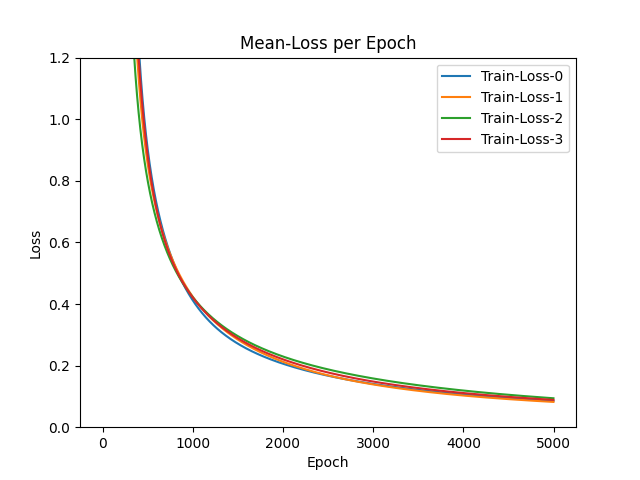 Mean-Loss per Epoch
1.2
1.0
0.8
0.6
0.4
0.2
0.0
Loss
Train-Loss-0
Train-Loss-1
Train-Loss-2
Train-Loss-3
0 1000 2000 3000 4000 5000
Epoch